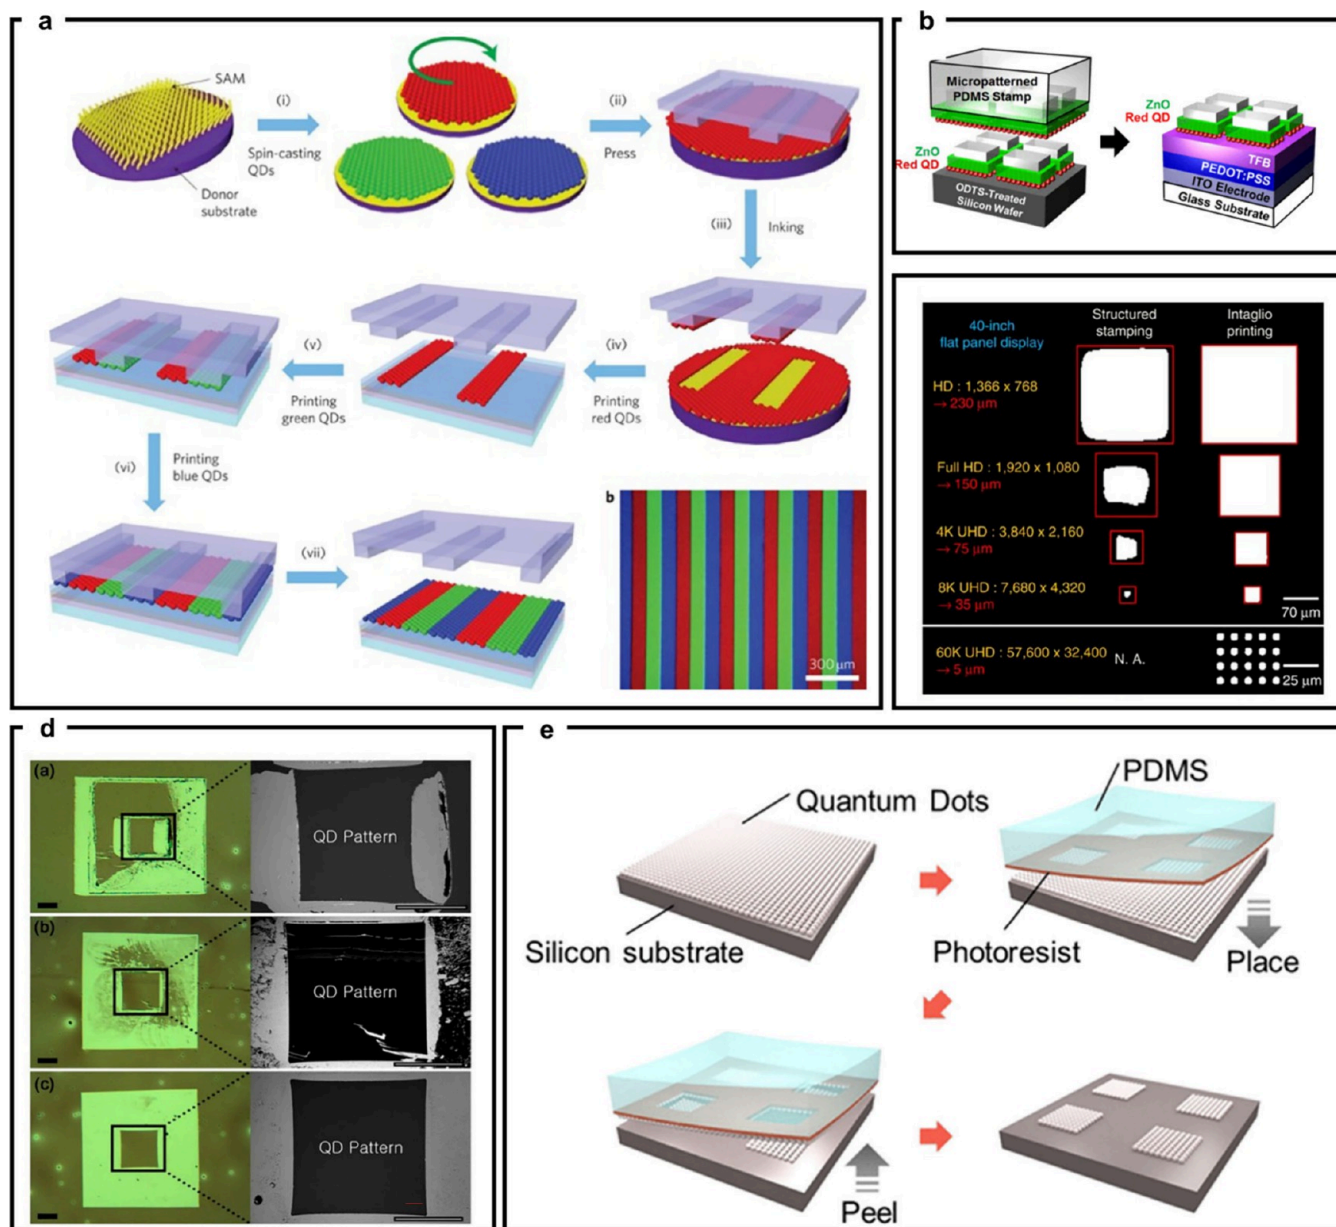 a
SAM
(i)
Spin-casting
QDs
Donor
substrate
(ii)
Press
(iii)
Inking
(iv)
Printing
red QDs
(v)
Printing
green QDs
(vi)
Printing
blue QDs
(vii)
b
300 μm
b
Micropatterned
PDMS Stamp
ZnO
Red QD
ODTS-Treated
Silicon Wafer
ZnO
Red QD
TFB
PEDOT:PSS
ITO Electrode
Glass Substrate
40-inch
flat panel display
Structured
stamping
Intaglio
printing
HD : 1,366 x 768
→ 230 μm
Full HD : 1,920 x 1,080
→ 150 μm
4K UHD : 3,840 x 2,160
→ 75 μm
8K UHD : 7,680 x 4,320
→ 35 μm
70 μm
60K UHD : 57,600 x 32,400
→ 5 μm
N. A.
25 μm
d
(a)
QD Pattern
(b)
QD Pattern
(c)
QD Pattern
e
Quantum Dots
Silicon substrate
PDMS
Photoresist
Place
Peel